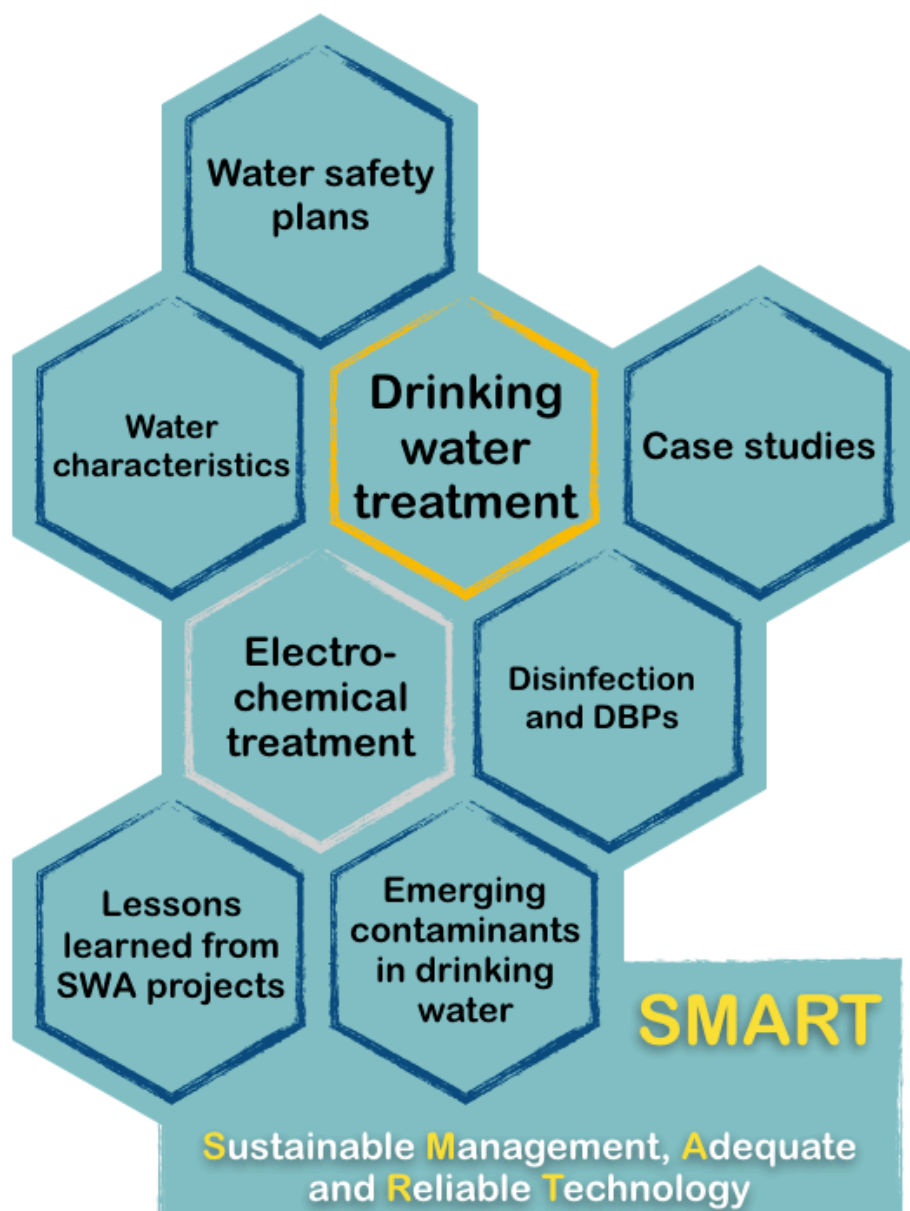 Water safety
plans
Drinking
water
treatment
Water
characteristics
Case studies
Electro-
chemical
treatment
Disinfection
and DBPs
Lessons
learned from
SWA projects
Emerging
contaminants
in drinking
water
SMART
Sustainable Management, Adequate
and Reliable Technology